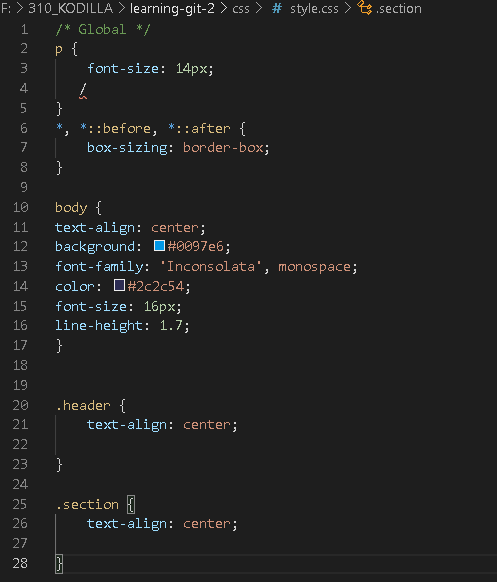 F: > 310_KODILLA > learning-git-2 > css > # style.css > .section
1 /* Global */
2 p {
3     font-size: 14px;
4    /
5 }
6 *, *::before, *::after {
7     box-sizing: border-box;
8 }
9
10 body {
11 text-align: center;
12 background: #0097e6;
13 font-family: 'Inconsolata', monospace;
14 color: #2c2c54;
15 font-size: 16px;
16 line-height: 1.7;
17 }
18
19
20 .header {
21     text-align: center;
22
23 }
24
25 .section {
26     text-align: center;
27
28 }